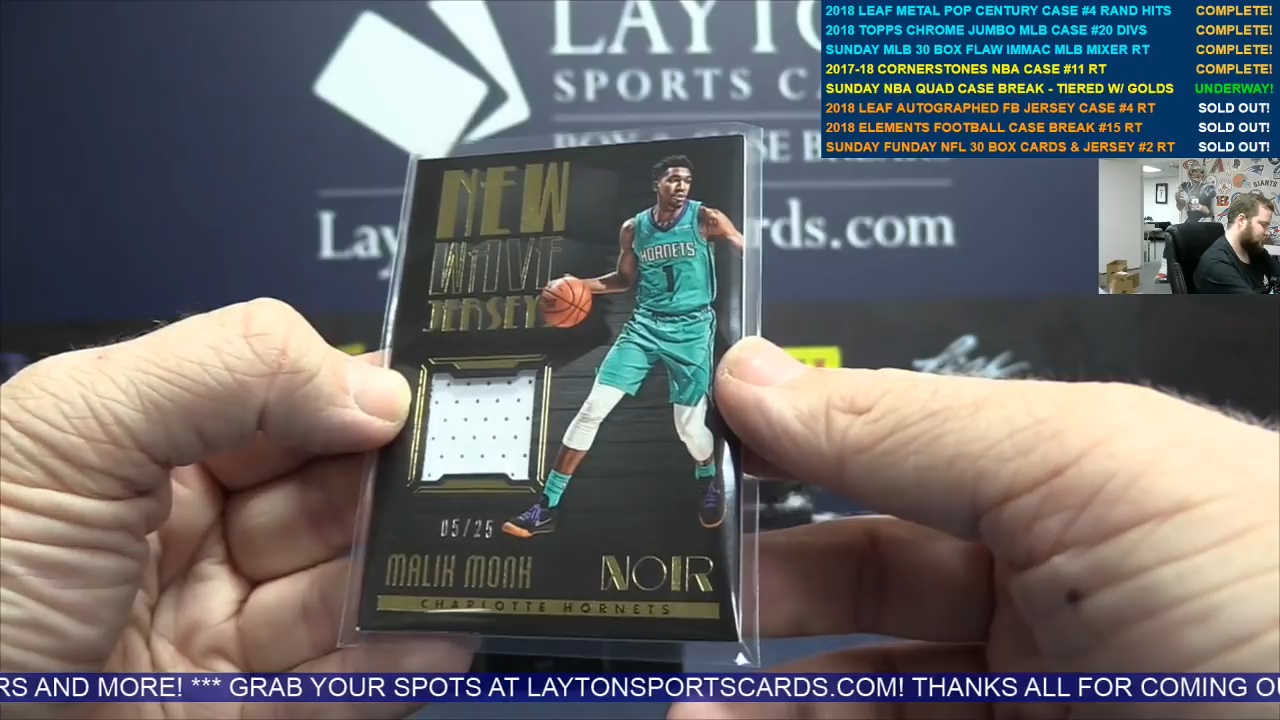 2018 LEAF METAL POP CENTURY CASE #4 RAND HITS COMPLETE!
2018 TOPPS CHROME JUMBO MLB CASE #20 DIVS COMPLETE!
SUNDAY MLB 30 BOX FLAW IMMAC MLB MIXER RT COMPLETE!
2017-18 CORNERSTONES NBA CASE #11 RT COMPLETE!
SUNDAY NBA QUAD CASE BREAK - TIERED W/ GOLDS UNDERWAY!
2018 LEAF AUTOGRAPHED FB JERSEY CASE #4 RT SOLD OUT!
2018 ELEMENTS FOOTBALL CASE BREAK #15 RT SOLD OUT!
SUNDAY FUNDAY NFL 30 BOX CARDS & JERSEY #2 RT SOLD OUT!
LAYTO
SPORTS CA
Lay
ds.com
GIANTS
NEW
WAVE
JERSEY
HORNETS
1
05/25
MALIK MONK
NOIR
CHARLOTTE HORNETS
RS AND MORE! *** GRAB YOUR SPOTS AT LAYTONSPORTSCARDS.COM! THANKS ALL FOR COMING O